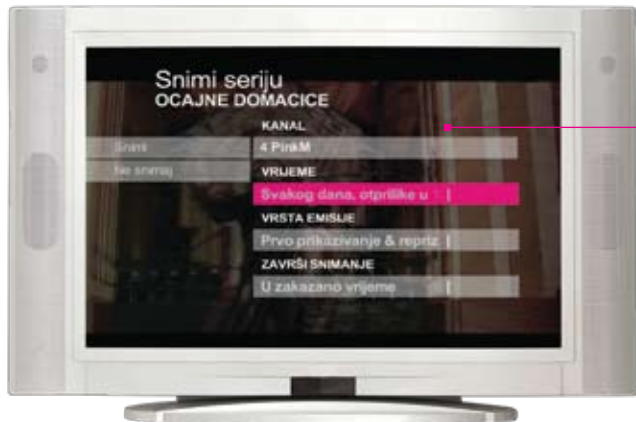 Snimi seriju
OCAJNE DOMACICE
KANAL
Snimi
4 PinkM
Ne snimaj
VRIJEME
Svakog dana, otprilike u
VRSTA EMISIJE
Prvo prikazivanje & repriz
ZAVRŠI SNIMANJE
U zakazano vrijeme